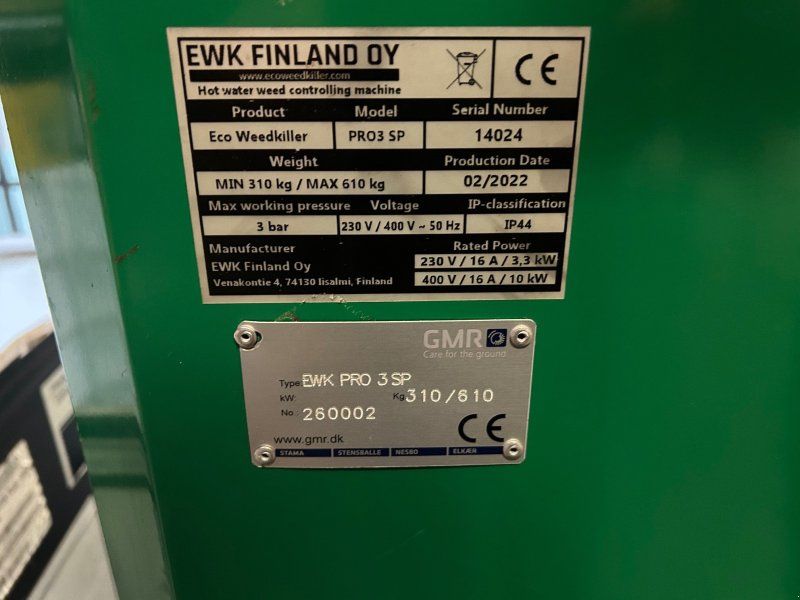 EWK FINLAND OY
www.ecoweedkiller.com
Hot water weed controlling machine
CE
Product Model Serial Number
Eco Weedkiller PRO3 SP 14024
Weight Production Date
MIN 310 kg / MAX 610 kg 02/2022
Max working pressure Voltage IP-classification
3 bar 230 V / 400 V ~ 50 Hz IP44
Manufacturer Rated Power
EWK Finland Oy 230 V / 16 A / 3,3 kW
Venakontie 4, 74130 Iisalmi, Finland 400 V / 16 A / 10 kW
GMR
Care for the ground
Type EWK PRO 3 SP
kW: Kg 310/610
No 260002
CE
www.gmr.dk
STAMA STENSBALLE NESBO ELKÆR